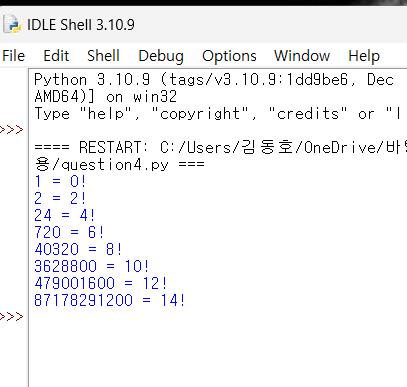 IDLE Shell 3.10.9
File Edit Shell Debug Options Window Help
Python 3.10.9 (tags/v3.10.9:1dd9be6, Dec
AMD64)] on win32
Type "help", "copyright", "credits" or "l
>>>
==== RESTART: C:/Users/김동호/OneDrive/바
용/question4.py ===
1 = 0!
2 = 2!
24 = 4!
720 = 6!
40320 = 8!
3628800 = 10!
479001600 = 12!
87178291200 = 14!
>>>